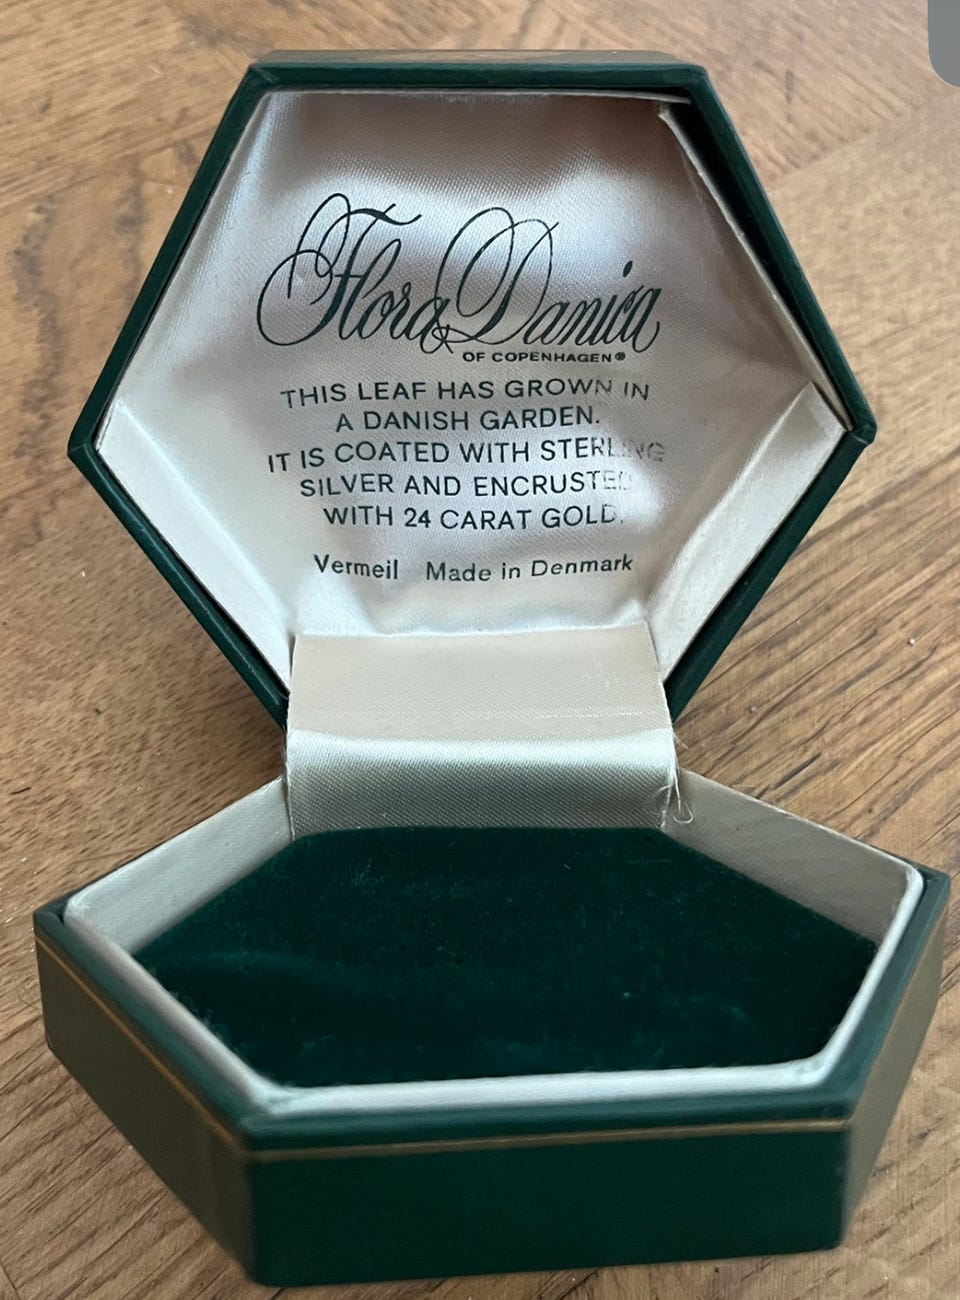 Flora Danica
OF COPENHAGEN®
THIS LEAF HAS GROWN IN
A DANISH GARDEN.
IT IS COATED WITH STERLING
SILVER AND ENCRUSTED
WITH 24 CARAT GOLD.
Vermeil Made in Denmark